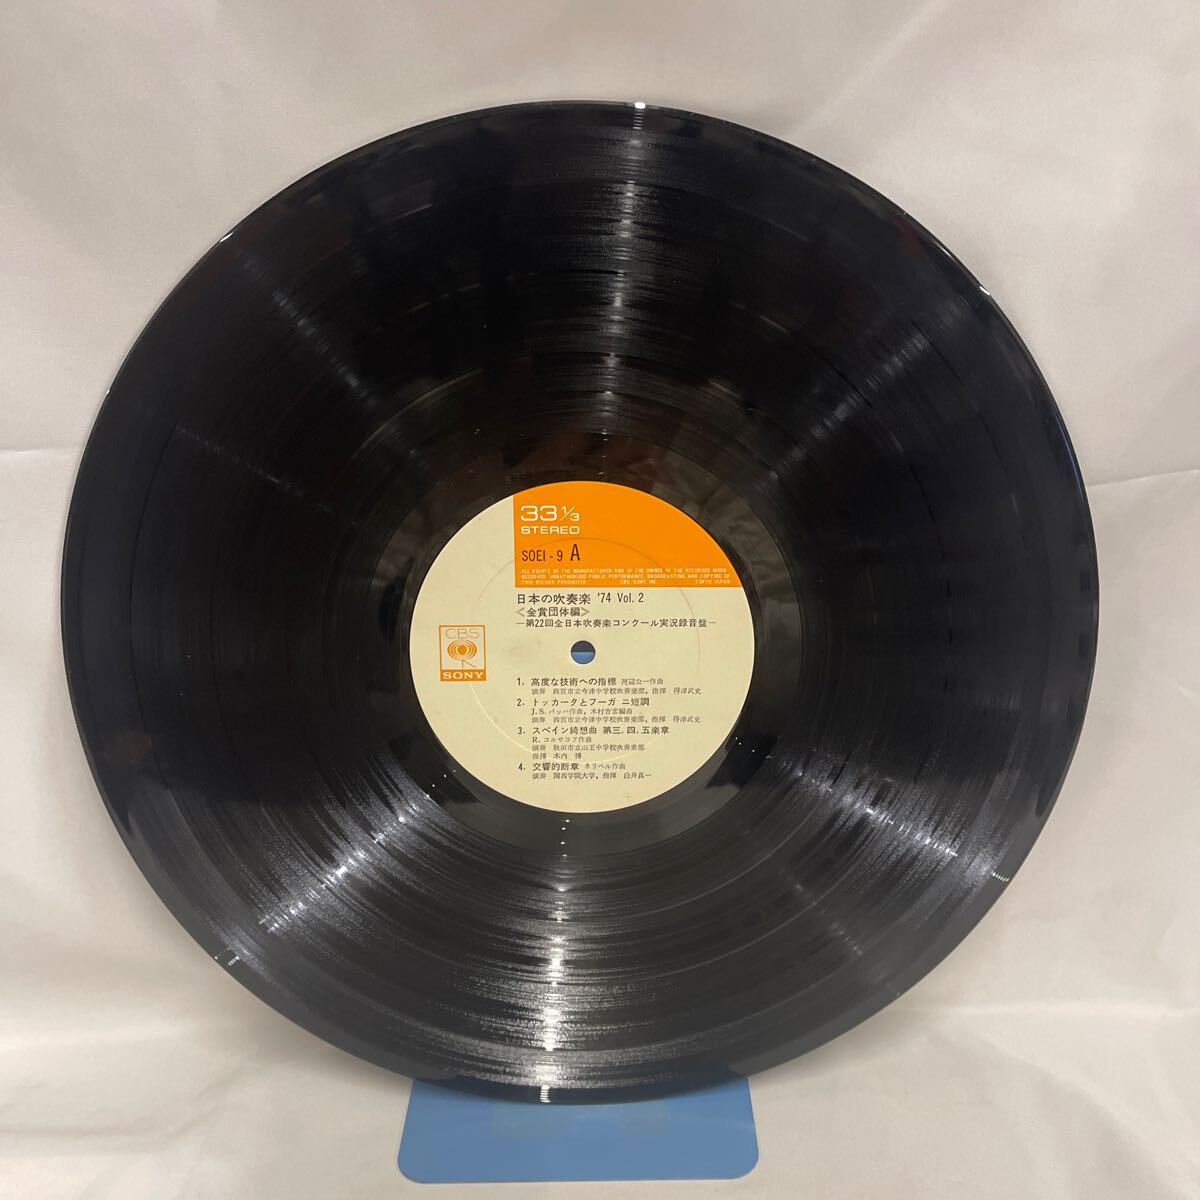 33 1/3
STEREO
SOEI-9 A
ALL RIGHTS OF THE MANUFACTURER AND OF THE OWNER OF THE RECORDED WORK
RESERVED UNAUTHORISED PUBLIC PERFORMANCE BROADCASTING AND COPYING OF
THIS RECORD PROHIBITED CBS/SONY INC. TOKYO JAPAN
日本の吹奏楽 '74 Vol. 2
<金賞団体編>
—第22回全日本吹奏楽コンクール実況録音盤—
CBS
SONY
1. 高度な技術への指標 河辺公一作曲
演奏 西宮市立今津中学校吹奏楽部, 指揮 得津武史
2. トッカータとフーガ ニ短調
J. S. バッハ作曲, 木村吉宏編曲
演奏 西宮市立今津中学校吹奏楽部, 指揮 得津武史
3. スペイン綺想曲 第三, 四, 五楽章
R. コルサコフ作曲
演奏 秋田市立山王中学校吹奏楽部
指揮 木内 博
4. 交響的断章 ネリベル作曲
演奏 関西学院大学, 指揮 白井真一